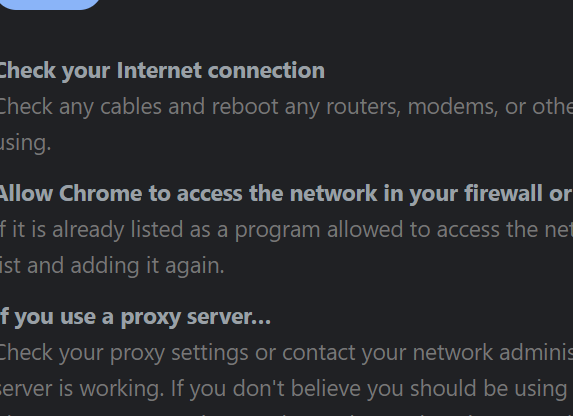 Check your Internet connection
Check any cables and reboot any routers, modems, or othe
using.
Allow Chrome to access the network in your firewall or
If it is already listed as a program allowed to access the net
list and adding it again.
If you use a proxy server...
Check your proxy settings or contact your network adminis
server is working. If you don't believe you should be using